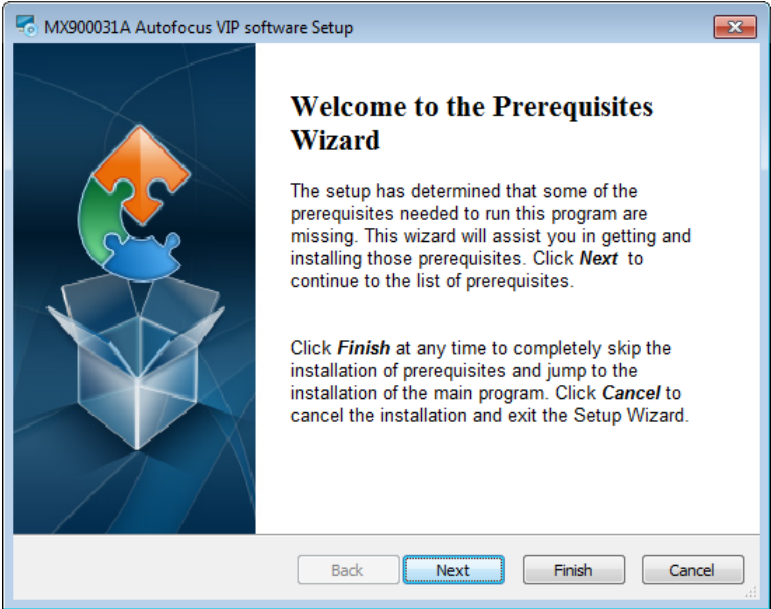 MX900031A Autofocus VIP software Setup
Welcome to the Prerequisites
Wizard
The setup has determined that some of the
prerequisites needed to run this program are
missing. This wizard will assist you in getting and
installing those prerequisites. Click Next to
continue to the list of prerequisites.
Click Finish at any time to completely skip the
installation of prerequisites and jump to the
installation of the main program. Click Cancel to
cancel the installation and exit the Setup Wizard.
Back Next Finish Cancel